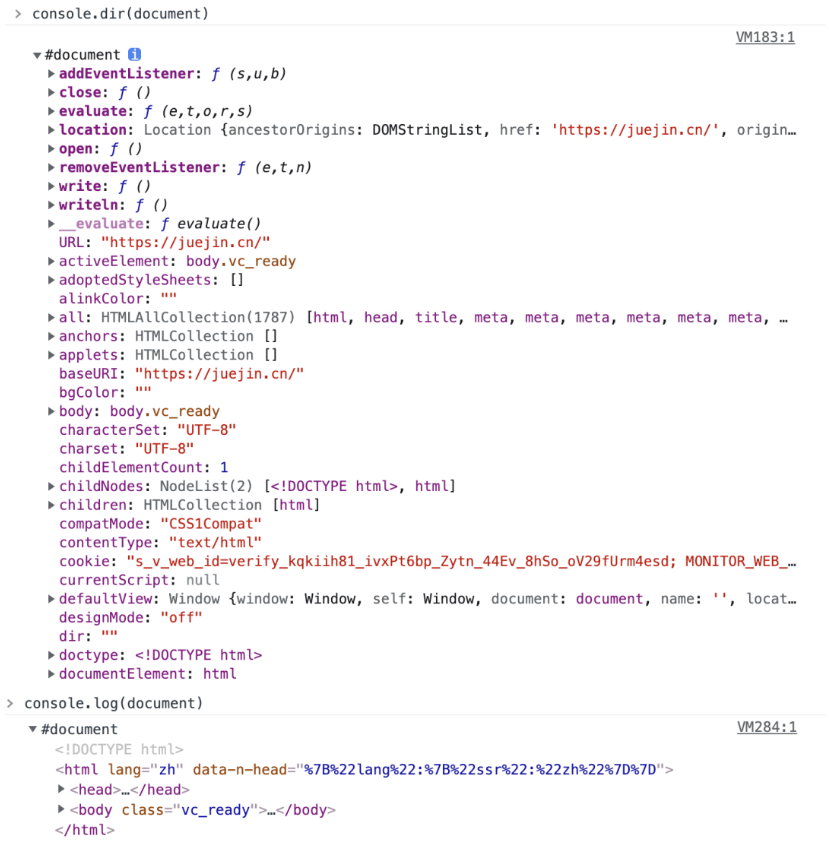 > console.dir(document)
VM183:1
▼#document i
▶addEventListener: ƒ (s,u,b)
▶close: ƒ ()
▶evaluate: ƒ (e,t,o,r,s)
▶location: Location {ancestorOrigins: DOMStringList, href: 'https://juejin.cn/', origin…
▶open: ƒ ()
▶removeEventListener: ƒ (e,t,n)
▶write: ƒ ()
▶writeln: ƒ ()
▶__evaluate: ƒ evaluate()
URL: "https://juejin.cn/"
▶activeElement: body.vc_ready
▶adoptedStyleSheets: []
alinkColor: ""
▶all: HTMLAllCollection(1787) [html, head, title, meta, meta, meta, meta, meta, meta, …
▶anchors: HTMLCollection []
▶applets: HTMLCollection []
baseURI: "https://juejin.cn/"
bgColor: ""
▶body: body.vc_ready
characterSet: "UTF-8"
charset: "UTF-8"
childElementCount: 1
▶childNodes: NodeList(2) [<!DOCTYPE html>, html]
▶children: HTMLCollection [html]
compatMode: "CSS1Compat"
contentType: "text/html"
cookie: "s_v_web_id=verify_kqkiih81_ivxPt6bp_Zytn_44Ev_8hSo_oV29fUrm4esd; MONITOR_WEB_…
currentScript: null
▶defaultView: Window {window: Window, self: Window, document: document, name: '', locat…
designMode: "off"
dir: ""
▶doctype: <!DOCTYPE html>
▶documentElement: html
> console.log(document)
VM284:1
▼#document
<!DOCTYPE html>
<html lang="zh" data-n-head="%7B%22lang%22:%7B%22ssr%22:%22zh%22%7D%7D">
▶<head>…</head>
▶<body class="vc_ready">…</body>
</html>